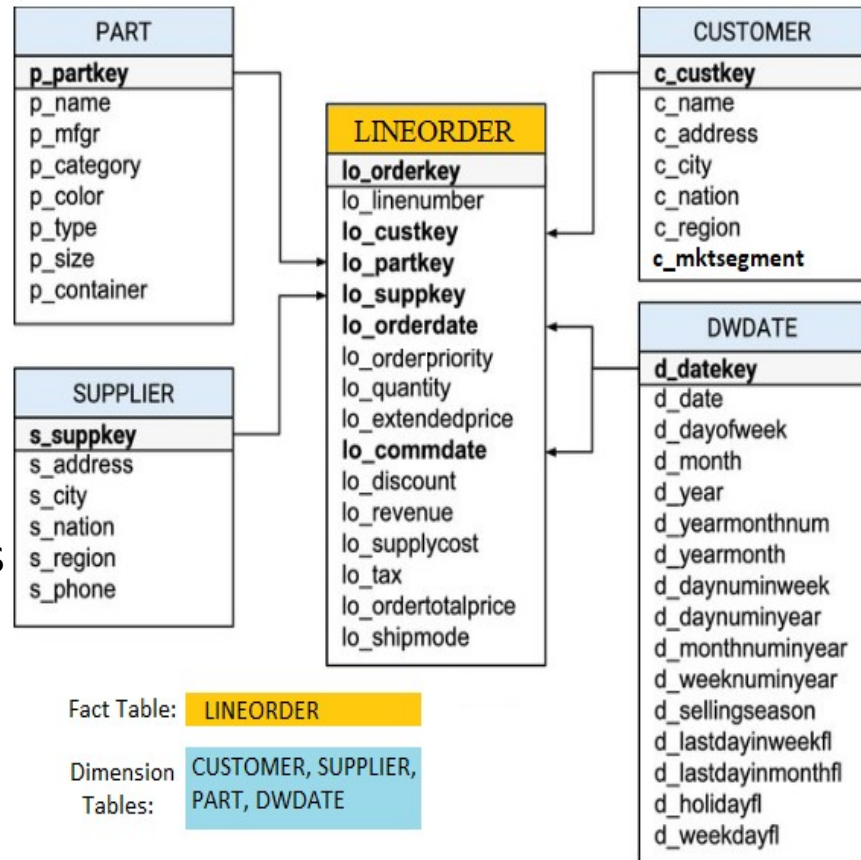 PART
p_partkey
p_name
p_mfgr
p_category
p_color
p_type
p_size
p_container
SUPPLIER
s_suppkey
s_address
s_city
s_nation
s_region
s_phone
s
LINEORDER
lo_orderkey
lo_linenumber
lo_custkey
lo_partkey
lo_suppkey
lo_orderdate
lo_orderpriority
lo_quantity
lo_extendedprice
lo_commdate
lo_discount
lo_revenue
lo_supplycost
lo_tax
lo_ordertotalprice
lo_shipmode
CUSTOMER
c_custkey
c_name
c_address
c_city
c_nation
c_region
c_mktsegment
DWDATE
d_datekey
d_date
d_dayofweek
d_month
d_year
d_yearmonthnum
d_yearmonth
d_daynuminweek
d_daynuminyear
d_monthnuminyear
d_weeknuminyear
d_sellingseason
d_lastdayinweekfl
d_lastdayinmonthfl
d_holidayfl
d_weekdayfl
Fact Table: LINEORDER
Dimension Tables:
CUSTOMER, SUPPLIER,
PART, DWDATE